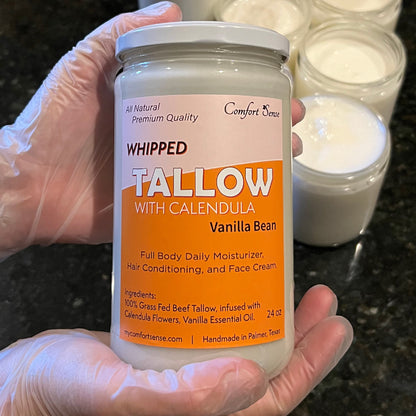 All Natural
Premium Quality
Comfort Sense
WHIPPED
TALLOW
WITH CALENDULA
Vanilla Bean
Full Body Daily Moisturizer,
Hair Conditioning, and Face Cream.
Ingredients:
100% Grass Fed Beef Tallow, infused with
Calendula Flowers, Vanilla Essential Oil.
24 oz
mycomfortsense.com | Handmade in Palmer, Texas